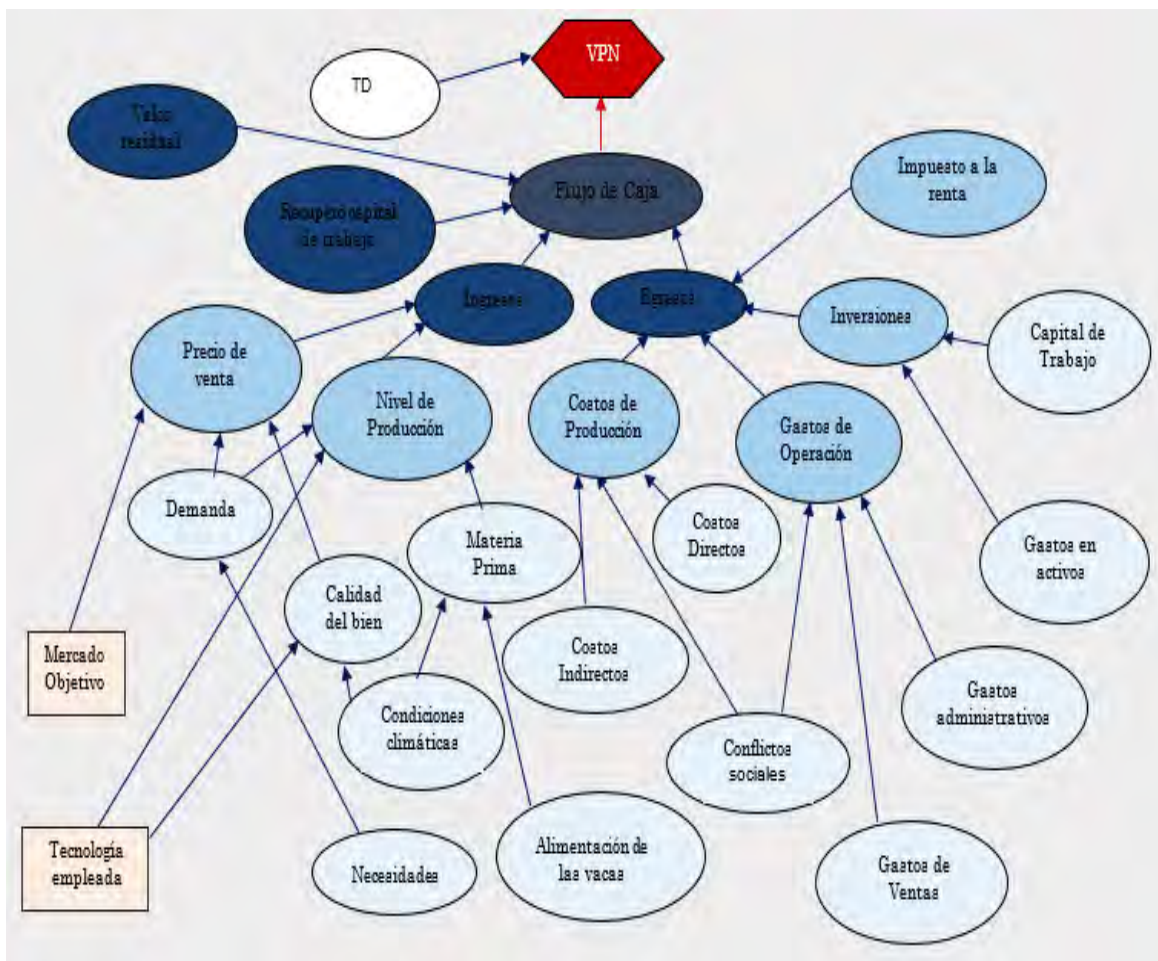 VPN
TD
Valor
residual
Flujo de Caja
Impuesto a la
renta
Recupero capital
de trabajo
Ingresos
Egresos
Inversiones
Capital de
Trabajo
Precio de
venta
Nivel de
Producción
Costos de
Producción
Gastos de
Operación
Demanda
Materia
Prima
Costos
Directos
Gastos en
activos
Calidad
del bien
Mercado
Objetivo
Costos
Indirectos
Condiciones
climáticas
Conflictos
sociales
Gastos
administrativos
Tecnología
empleada
Necesidades
Alimentación de
las vacas
Gastos de
Ventas